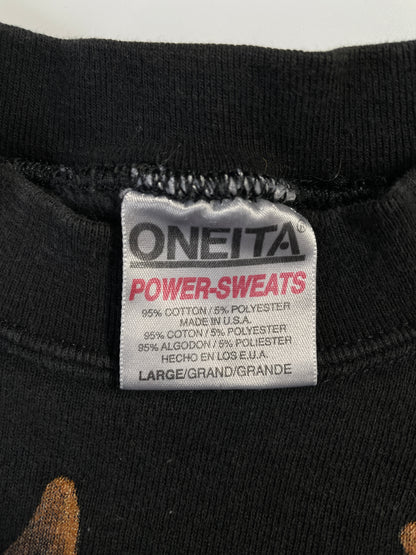 ONEITA®
POWER-SWEATS
95% COTTON / 5% POLYESTER
MADE IN U.S.A.
95% COTON / 5% POLYESTER
95% ALGODON / 5% POLIESTER
HECHO EN LOS E.U.A.
LARGE/GRAND/GRANDE